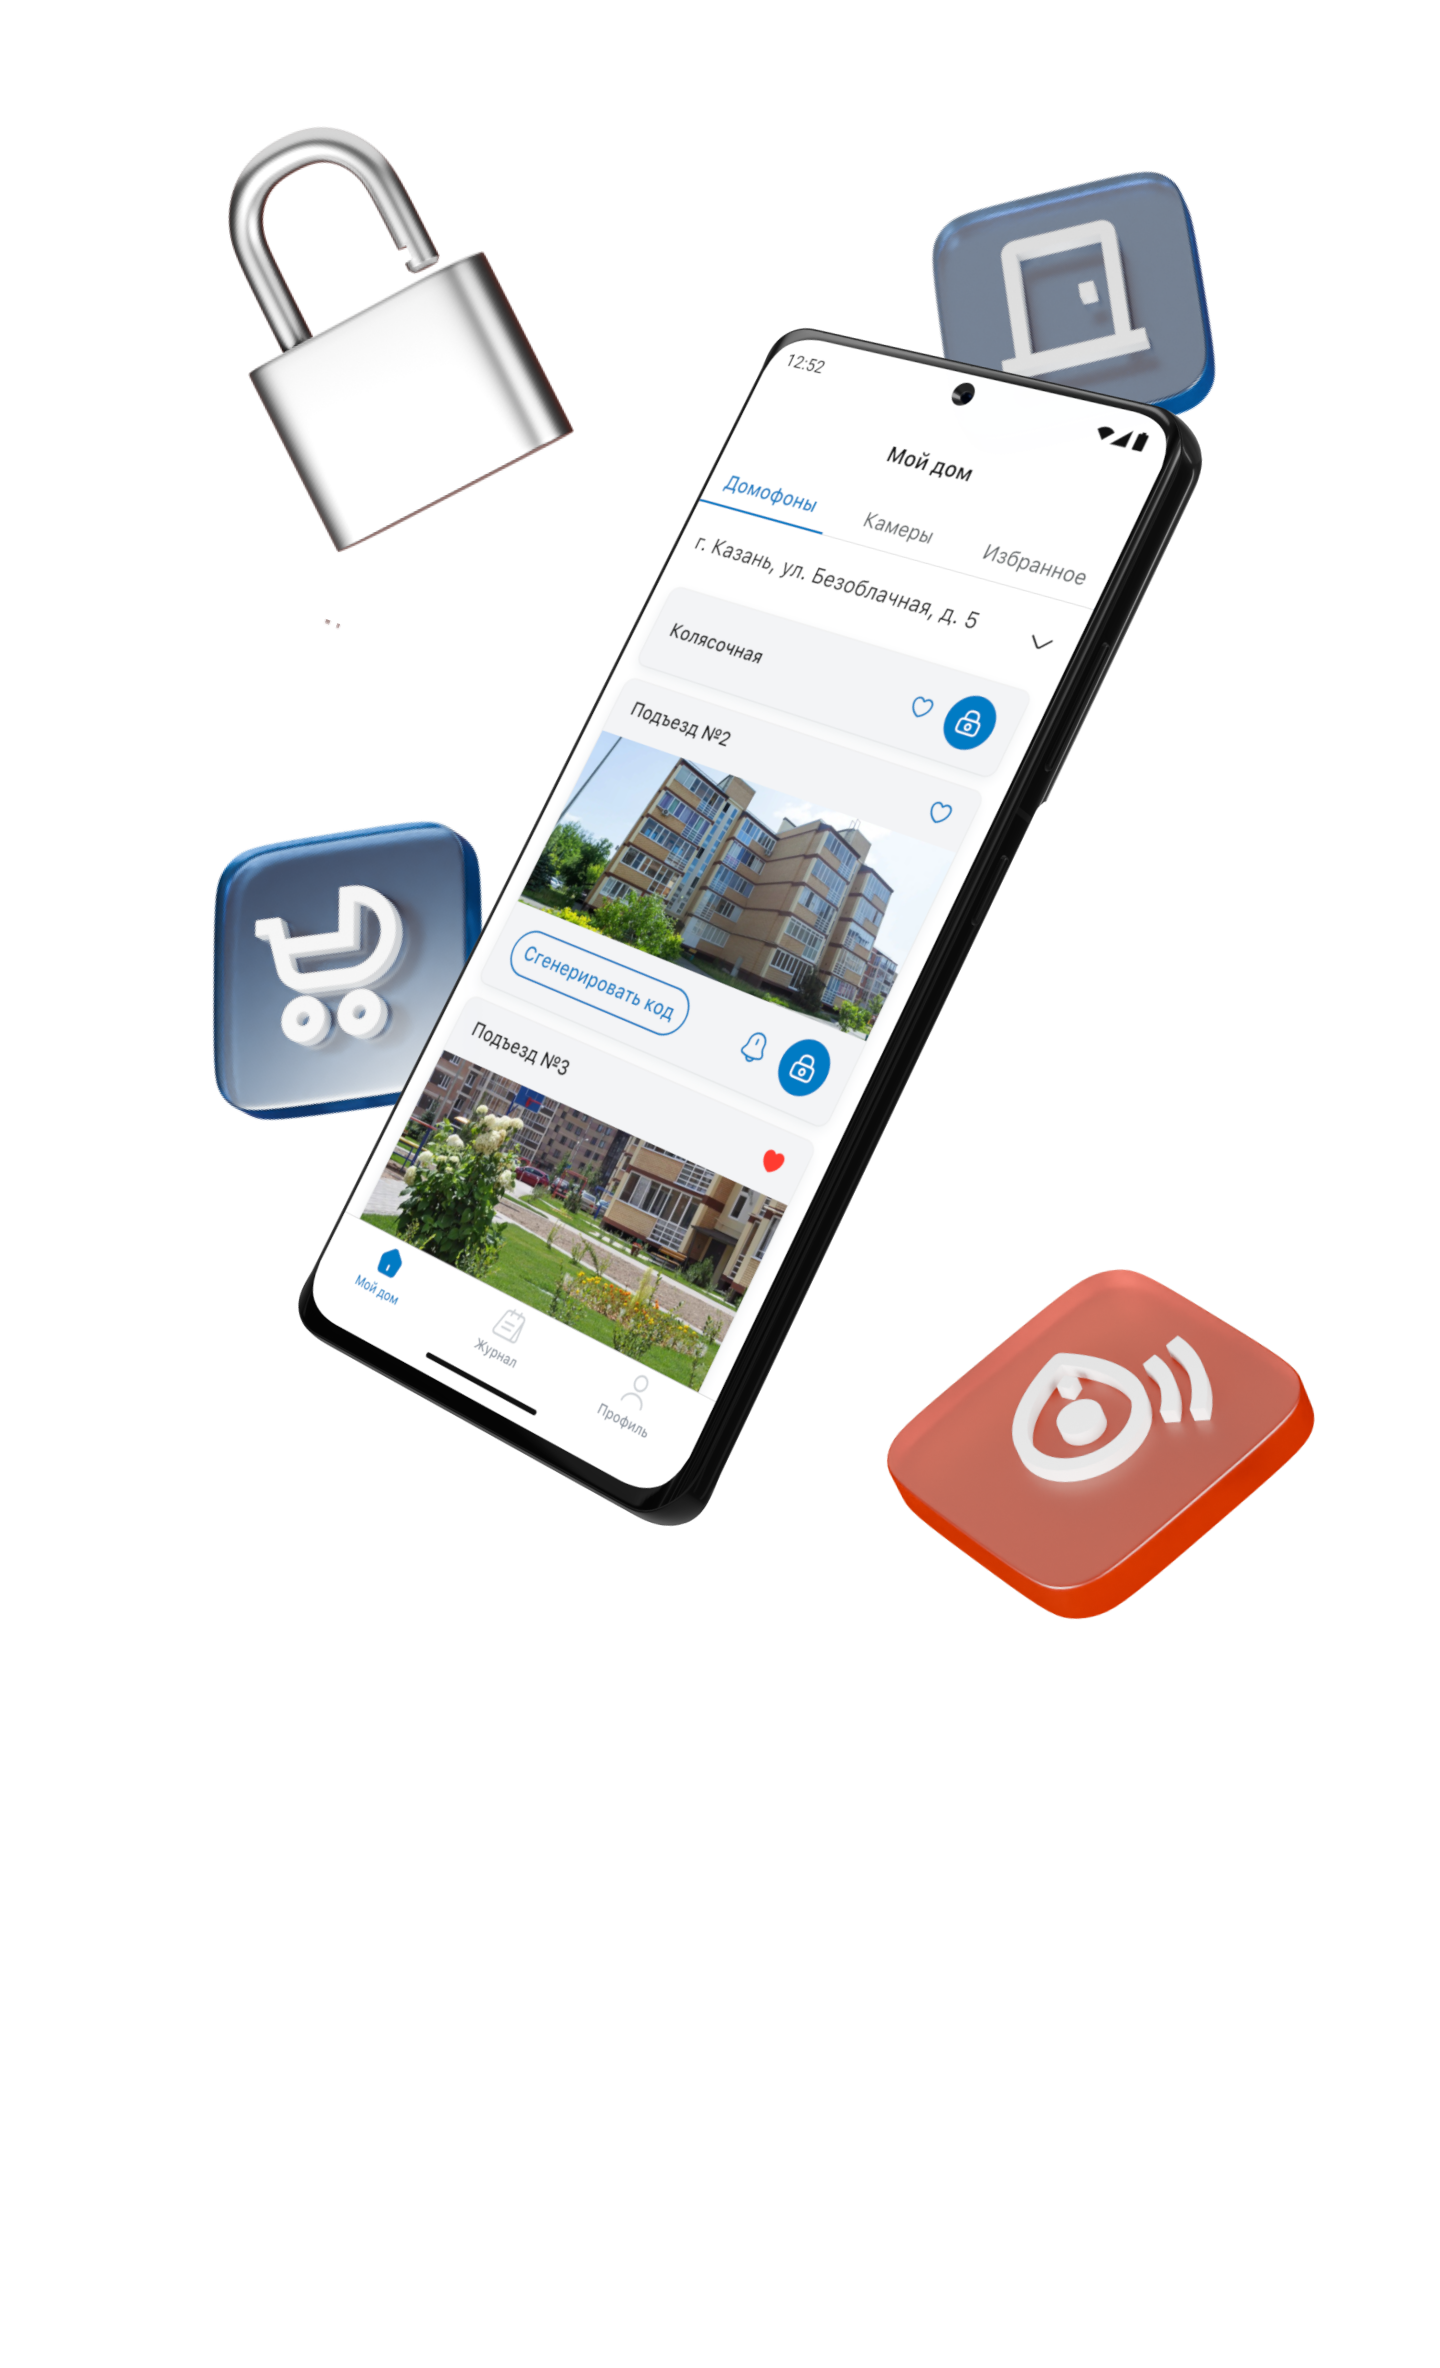 12:52
Мой дом
Домофоны
Камеры
Избранное
г. Казань, ул. Безоблачная, д. 5
Колясочная
Подъезд №2
Сгенерировать код
Подъезд №3
Мой дом
Журнал
Профиль